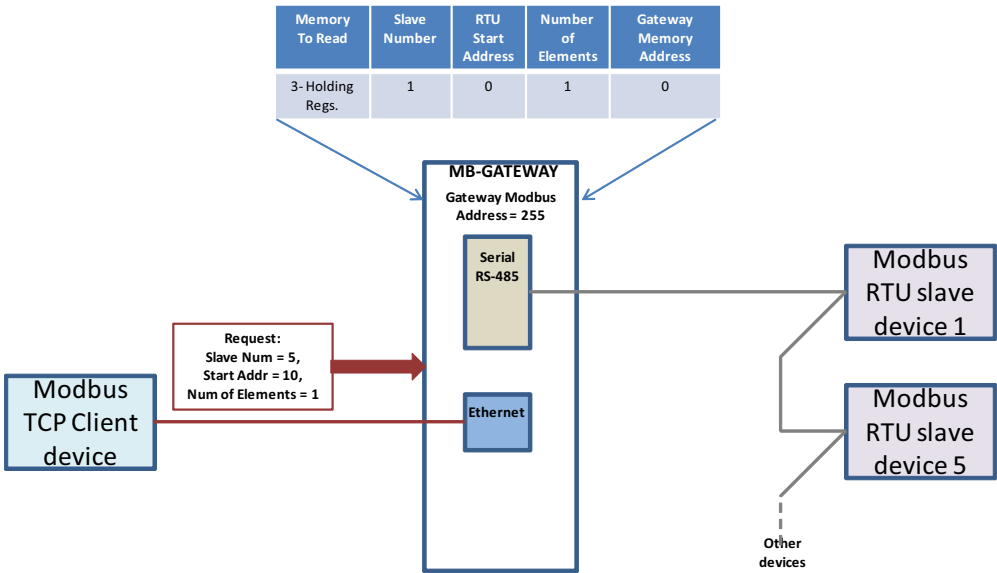 Memory To Read
Slave Number
RTU Start Address
Number of Elements
Gateway Memory Address
3- Holding Regs.
1
0
1
0
MB-GATEWAY
Gateway Modbus
Address = 255
Serial
RS-485
Modbus
RTU slave
device 1
Request:
Slave Num = 5,
Start Addr = 10,
Num of Elements = 1
Modbus
TCP Client
device
Ethernet
Modbus
RTU slave
device 5
Other
devices